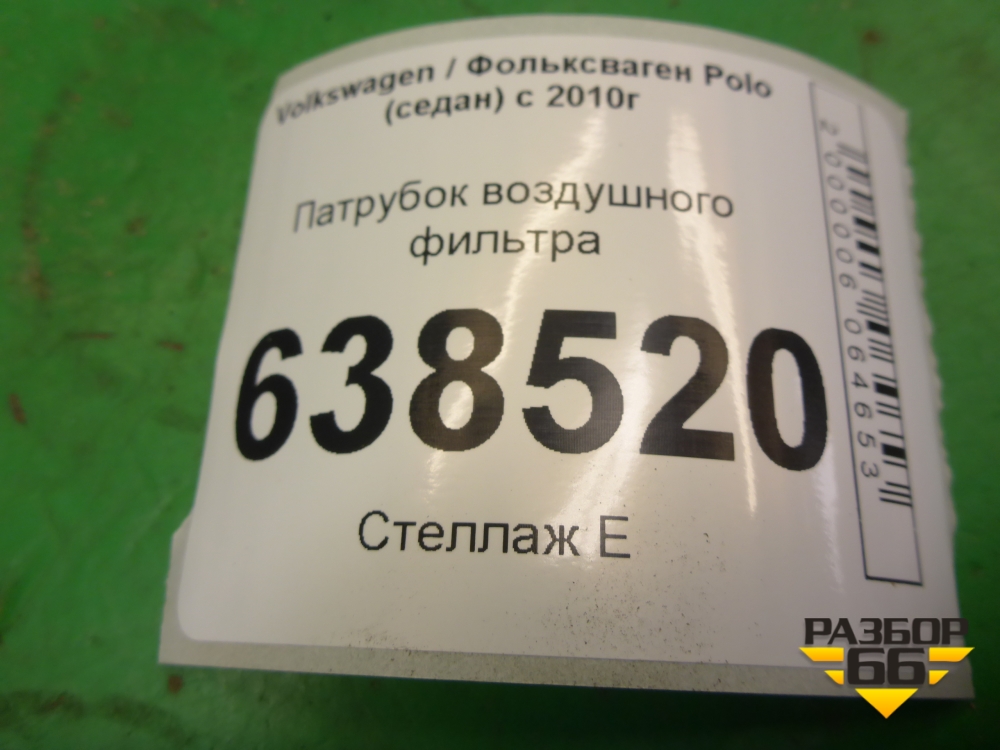 Volkswagen / Фольксваген Polo
(седан) с 2010г
Патрубок воздушного
фильтра
638520
Стеллаж Е
2000006064653
РАЗБОР
66